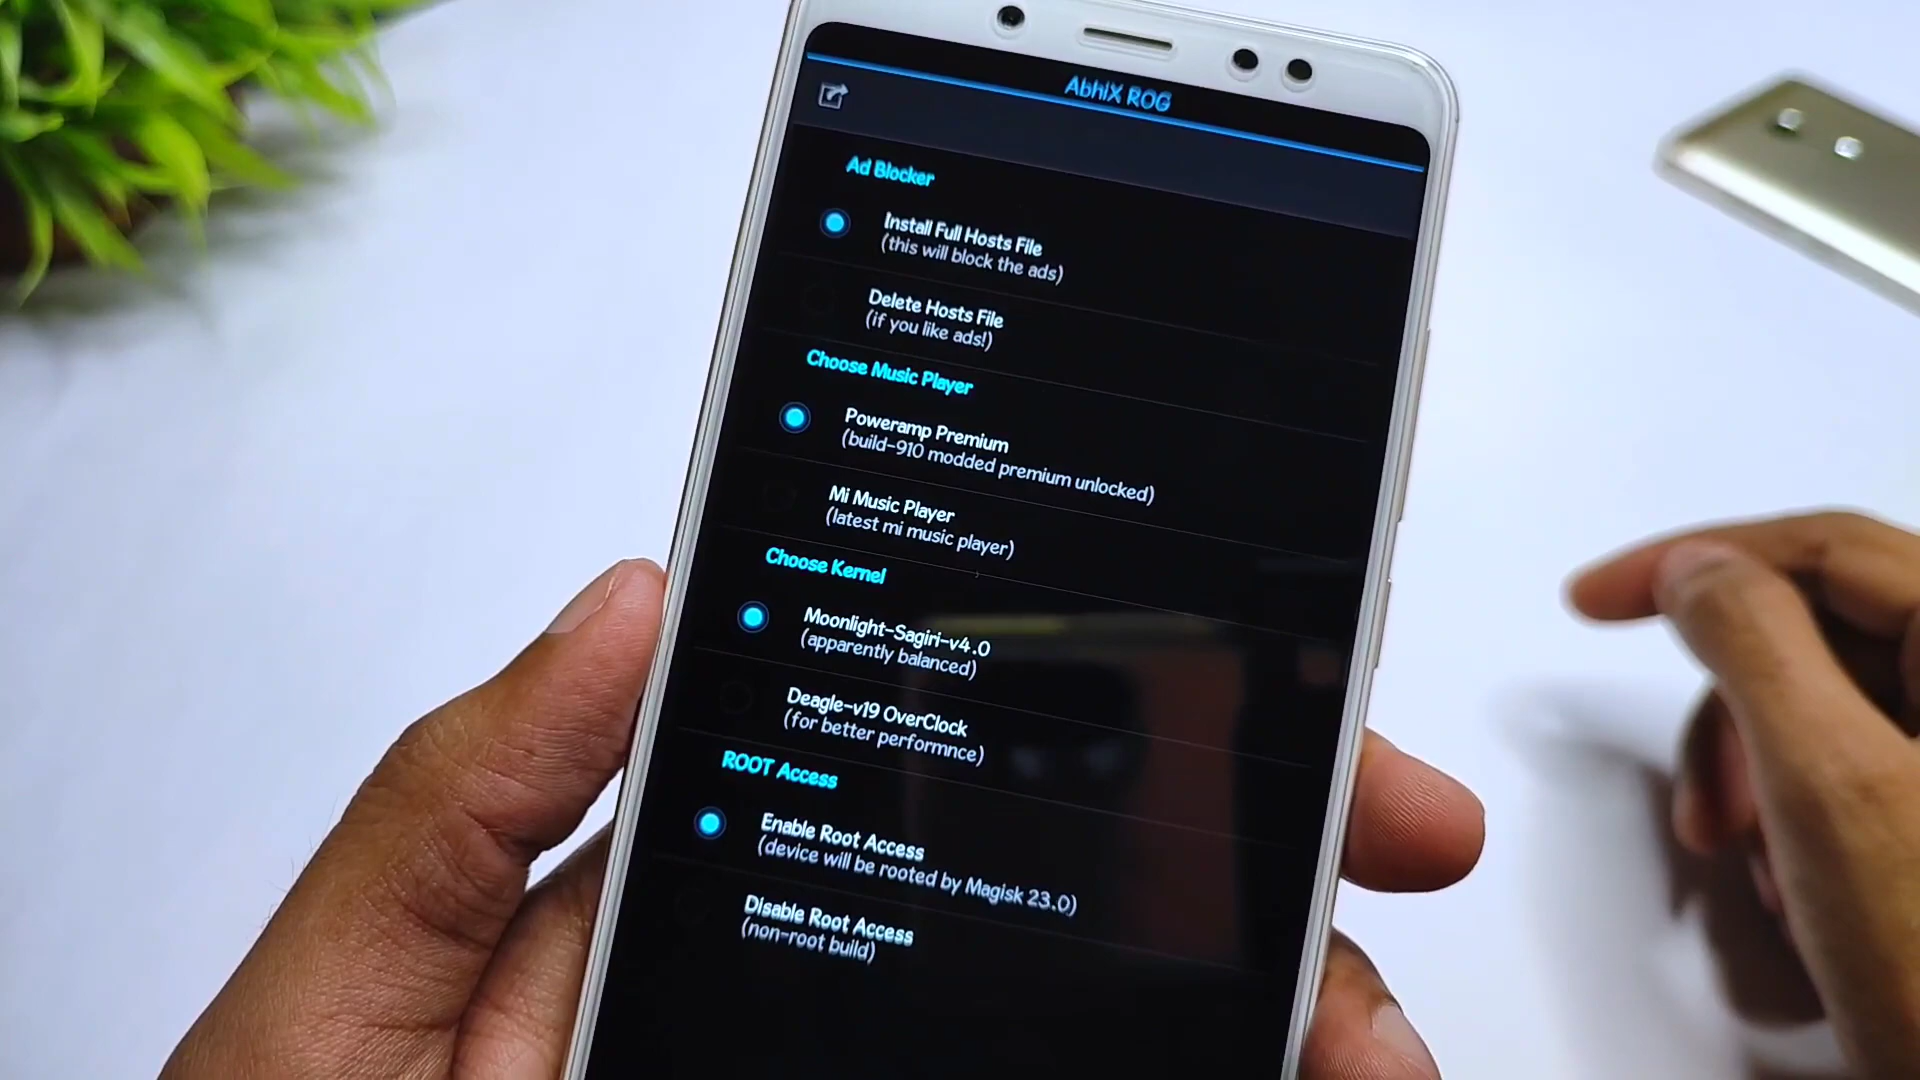 AbhiX ROG
Ad Blocker
Install Full Hosts File
(this will block the ads)
Delete Hosts File
(if you like ads!)
Choose Music Player
Poweramp Premium
(build-910 modded premium unlocked)
Mi Music Player
(latest mi music player)
Choose Kernel
Moonlight-Sagiri-v4.0
(apparently balanced)
Deagle-v19 OverClock
(for better performnce)
ROOT Access
Enable Root Access
(device will be rooted by Magisk 23.0)
Disable Root Access
(non-root build)